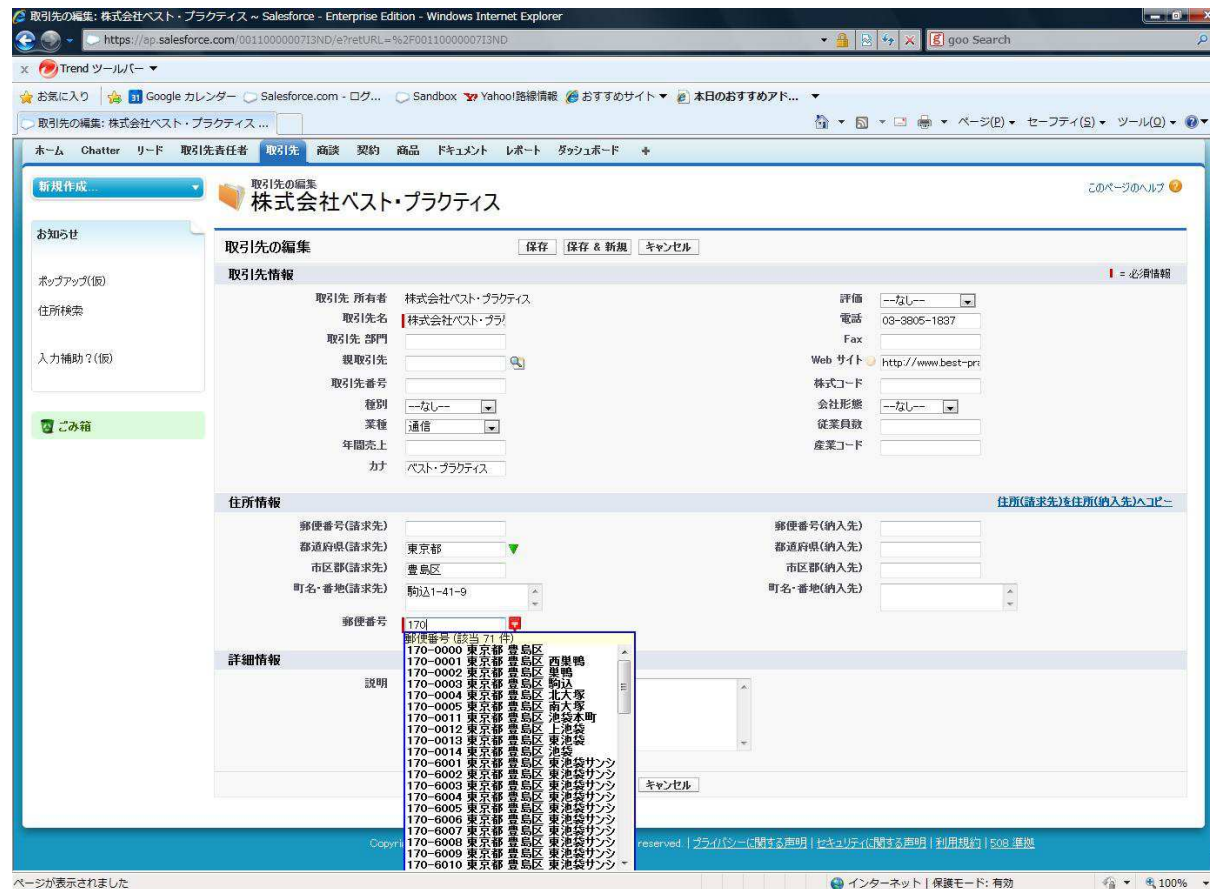 取引先の編集: 株式会社ベスト・プラクティス ~ Salesforce - Enterprise Edition - Windows Internet Explorer
https://ap.salesforce.com/00110000007I3ND/e?retURL=%2F00110000007I3ND
goo Search
x Trend ツールバー ▼
お気に入り Google カレンダー Salesforce.com - ログ... Sandbox Yahoo!路線情報 おすすめサイト ▼ 本日のおすすめアド... ▼
取引先の編集: 株式会社ベスト・プラクティス ... ページ(P) ▼ セーフティ(S) ▼ ツール(O) ▼
ホーム Chatter リード 取引先責任者 取引先 商談 契約 商品 ドキュメント レポート ダッシュボード +
新規作成...
取引先の編集
株式会社ベスト・プラクティス
このページのヘルプ
お知らせ
ポップアップ(仮)
住所検索
入力補助?(仮)
ごみ箱
取引先の編集 保存 保存 & 新規 キャンセル
取引先情報 = 必須情報
取引先 所有者 株式会社ベスト・プラクティス 評価 --なし--
取引先名 株式会社ベスト・プラ 電話 03-3805-1837
取引先 部門 Fax
親取引先 Web サイト http://www.best-pra
取引先番号 株式コード
種別 --なし-- 会社形態 --なし--
業種 通信 従業員数
年間売上 産業コード
カナ ベスト・プラクティス
住所情報 住所(請求先)を住所(納入先)へコピー
郵便番号(請求先) 郵便番号(納入先)
都道府県(請求先) 東京都 都道府県(納入先)
市区郡(請求先) 豊島区 市区郡(納入先)
町名・番地(請求先) 駒込1-41-9 町名・番地(納入先)
郵便番号 170
郵便番号 (該当 71 件)
170-0000 東京都 豊島区
170-0001 東京都 豊島区 西巣鴨
170-0002 東京都 豊島区 巣鴨
170-0003 東京都 豊島区 駒込
170-0004 東京都 豊島区 北大塚
170-0005 東京都 豊島区 南大塚
170-0011 東京都 豊島区 池袋本町
170-0012 東京都 豊島区 上池袋
170-0013 東京都 豊島区 東池袋
170-0014 東京都 豊島区 池袋
170-6001 東京都 豊島区 東池袋サンシ
170-6002 東京都 豊島区 東池袋サンシ
170-6003 東京都 豊島区 東池袋サンシ
170-6004 東京都 豊島区 東池袋サンシ
170-6005 東京都 豊島区 東池袋サンシ
170-6006 東京都 豊島区 東池袋サンシ
170-6007 東京都 豊島区 東池袋サンシ
170-6008 東京都 豊島区 東池袋サンシ
170-6009 東京都 豊島区 東池袋サンシ
170-6010 東京都 豊島区 東池袋サンシ
詳細情報
説明
キャンセル
Copyri reserved. | プライバシーに関する声明 | セキュリティに関する声明 | 利用規約 | 508 準拠
ページが表示されました インターネット | 保護モード: 有効 100%